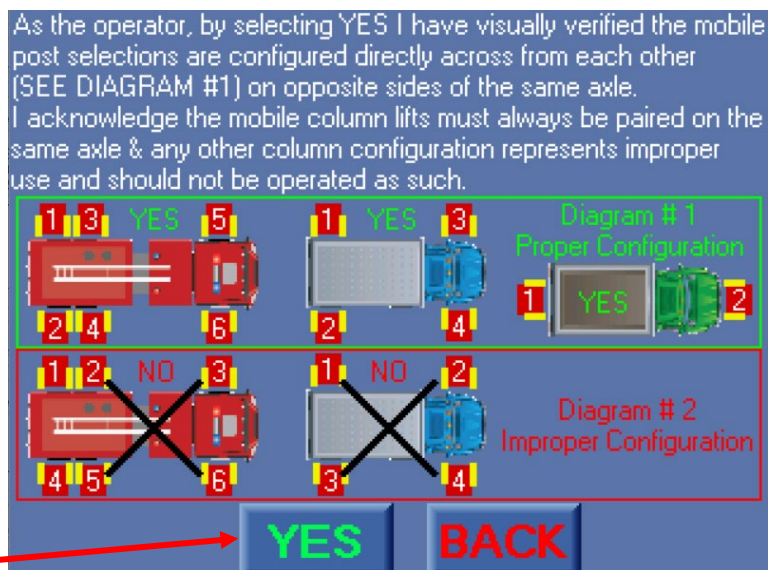 As the operator, by selecting YES I have visually verified the mobile
post selections are configured directly across from each other
(SEE DIAGRAM #1) on opposite sides of the same axle.
I acknowledge the mobile column lifts must always be paired on the
same axle & any other column configuration represents improper
use and should not be operated as such.
1 3 YES 5
2 4 6
1 YES 3
2 4
Diagram # 1
Proper Configuration
1 YES 2
1 2 NO 3
4 5 6
1 NO 2
3 4
Diagram # 2
Improper Configuration
YES BACK